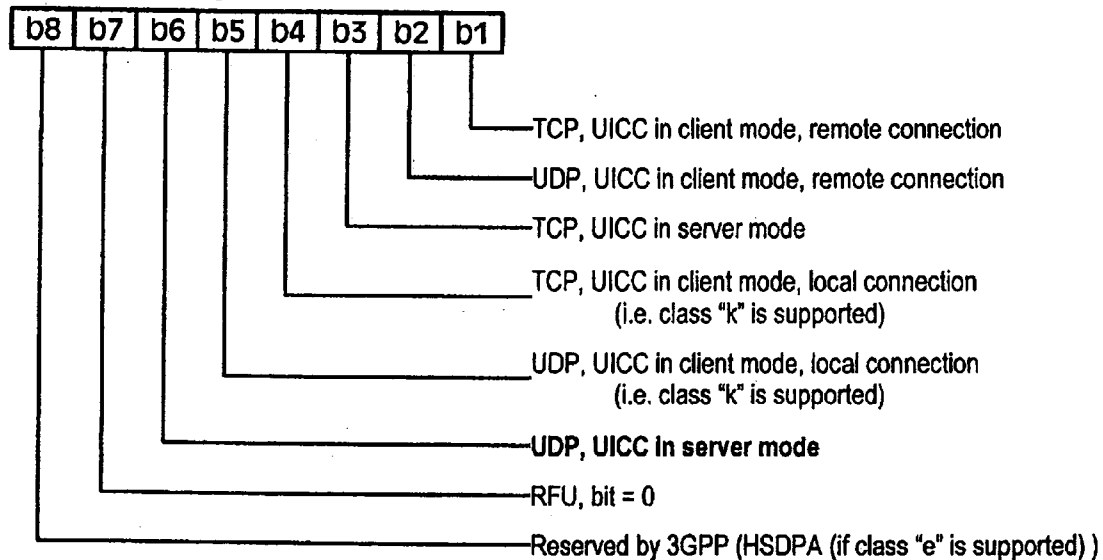 b8 b7 b6 b5 b4 b3 b2 b1
TCP, UICC in client mode, remote connection
UDP, UICC in client mode, remote connection
TCP, UICC in server mode
TCP, UICC in client mode, local connection
(i.e. class "k" is supported)
UDP, UICC in client mode, local connection
(i.e. class "k" is supported)
UDP, UICC in server mode
RFU, bit = 0
Reserved by 3GPP (HSDPA (if class "e" is supported) )